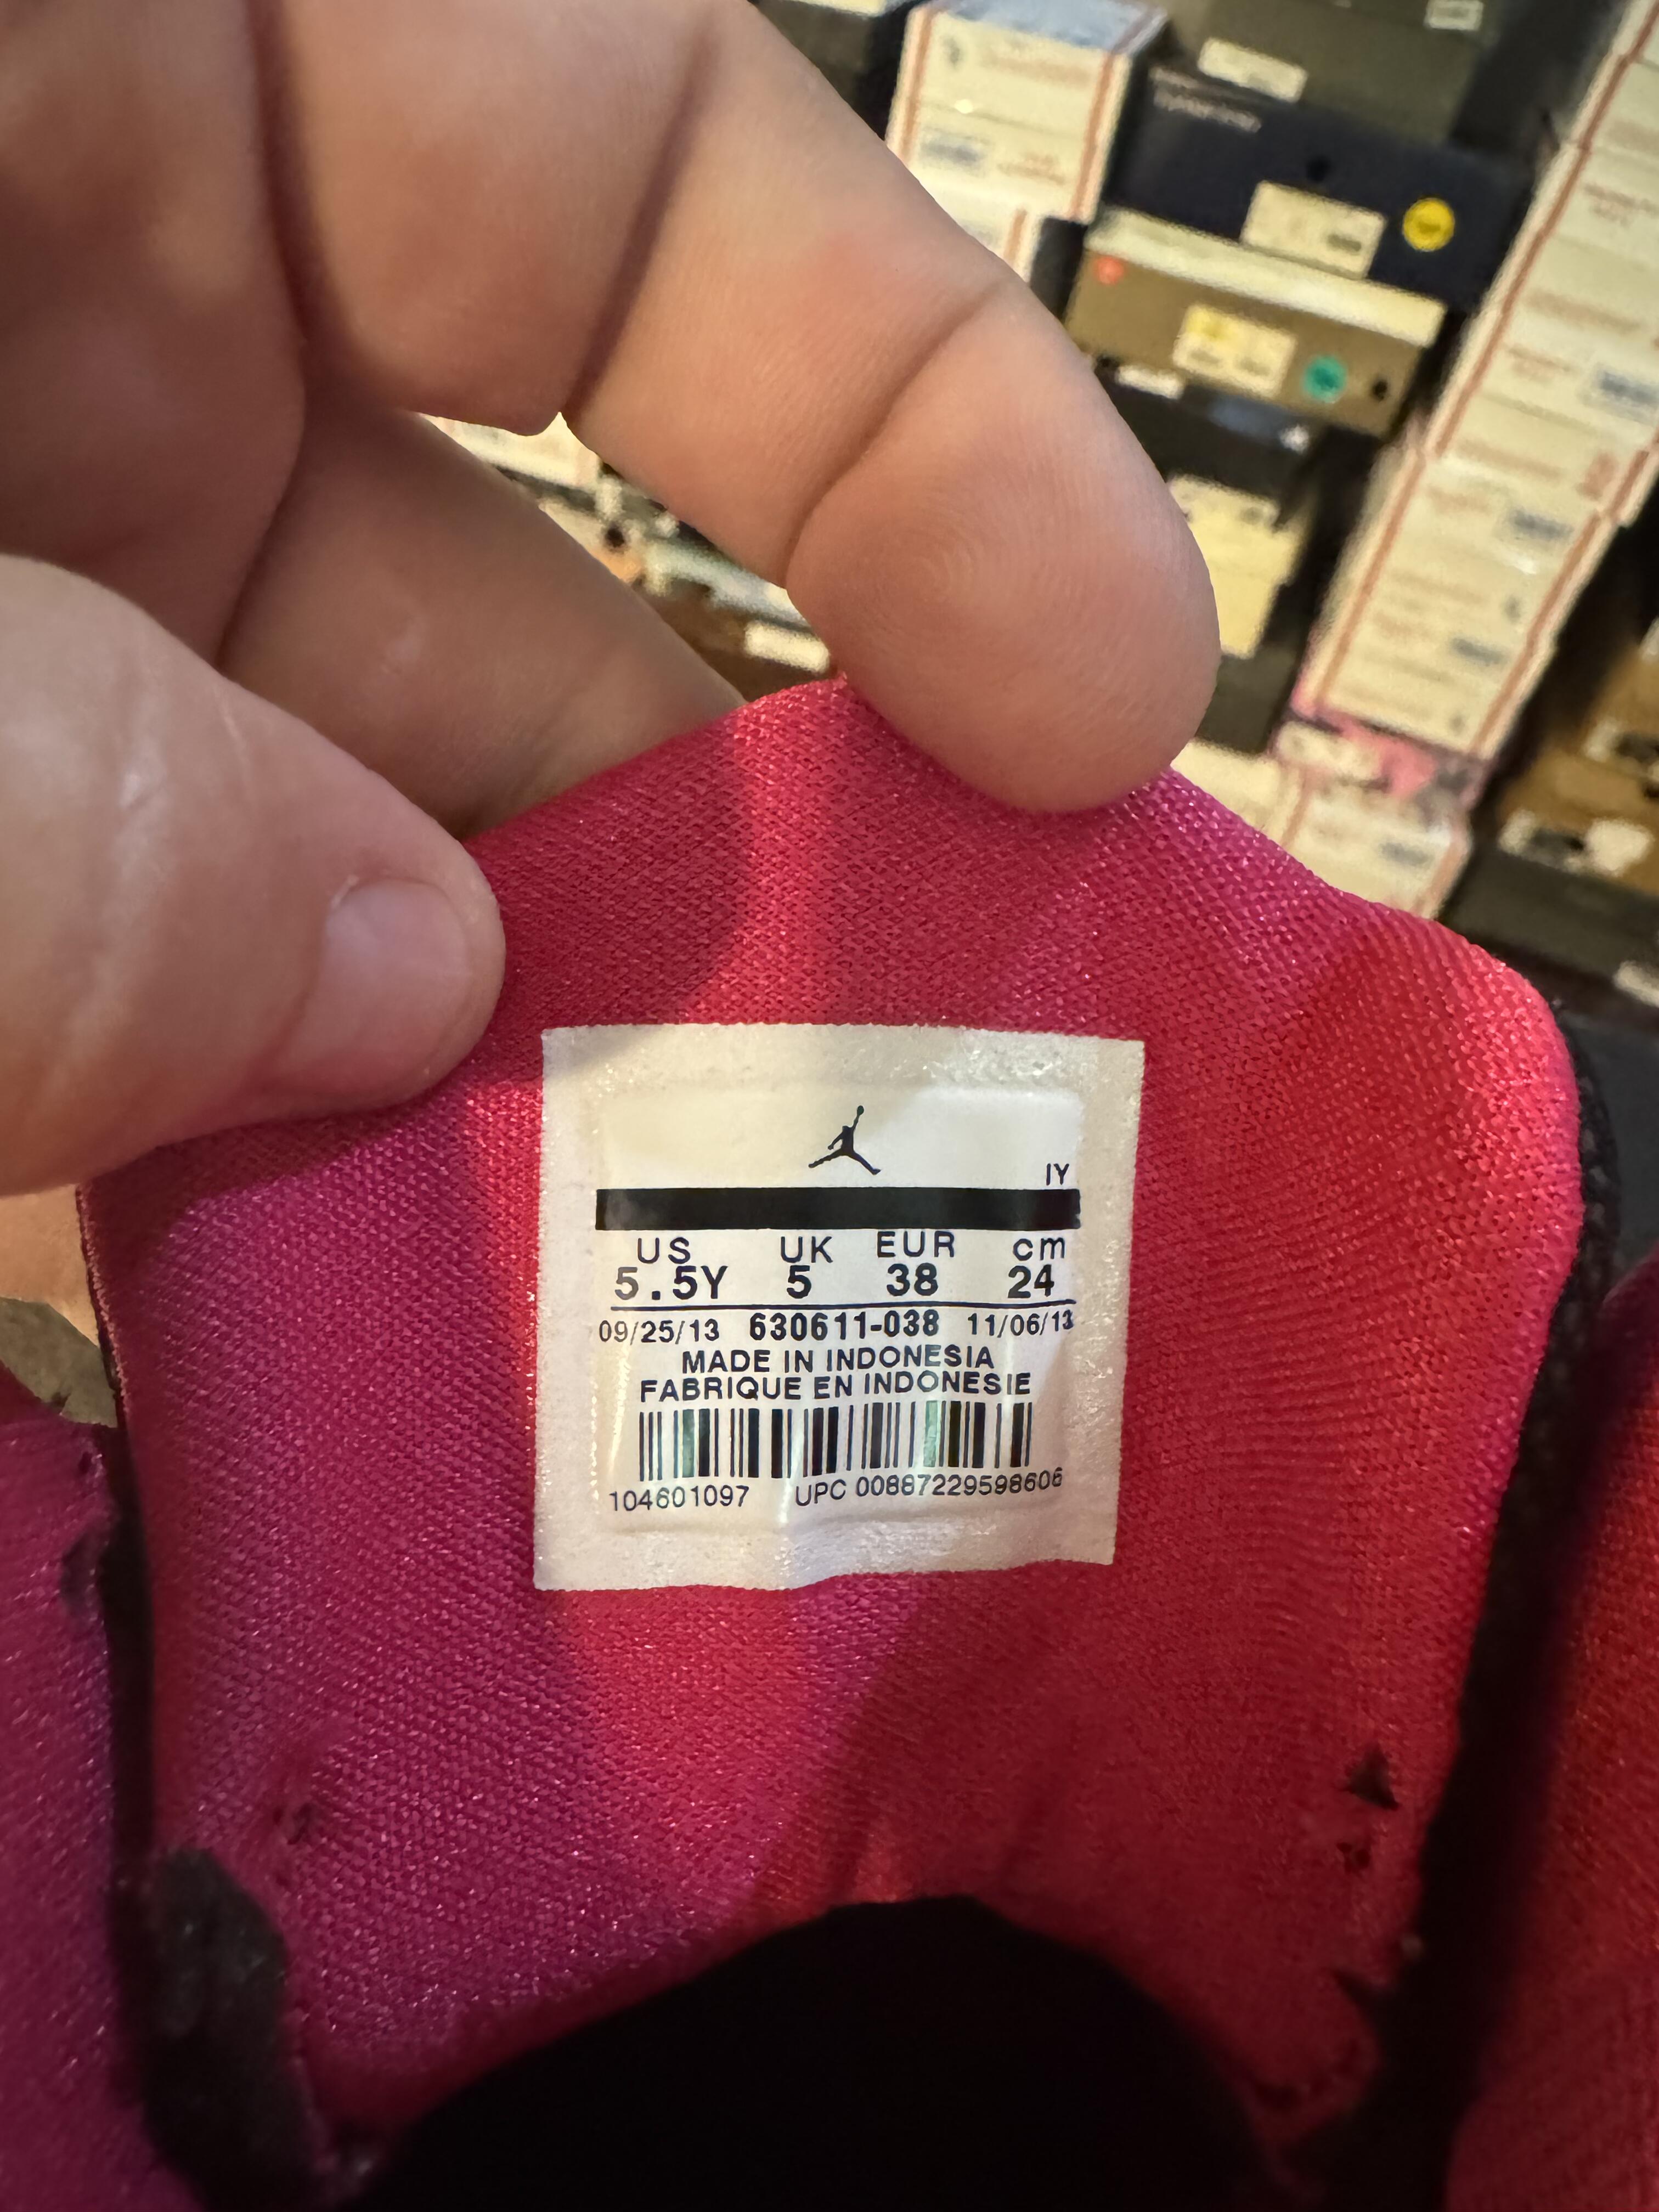 IY
US UK EUR cm
5.5Y 5 38 24
09/25/13 630611-038 11/06/13
MADE IN INDONESIA
FABRIQUE EN INDONESIE
104601097 UPC 00887229598606